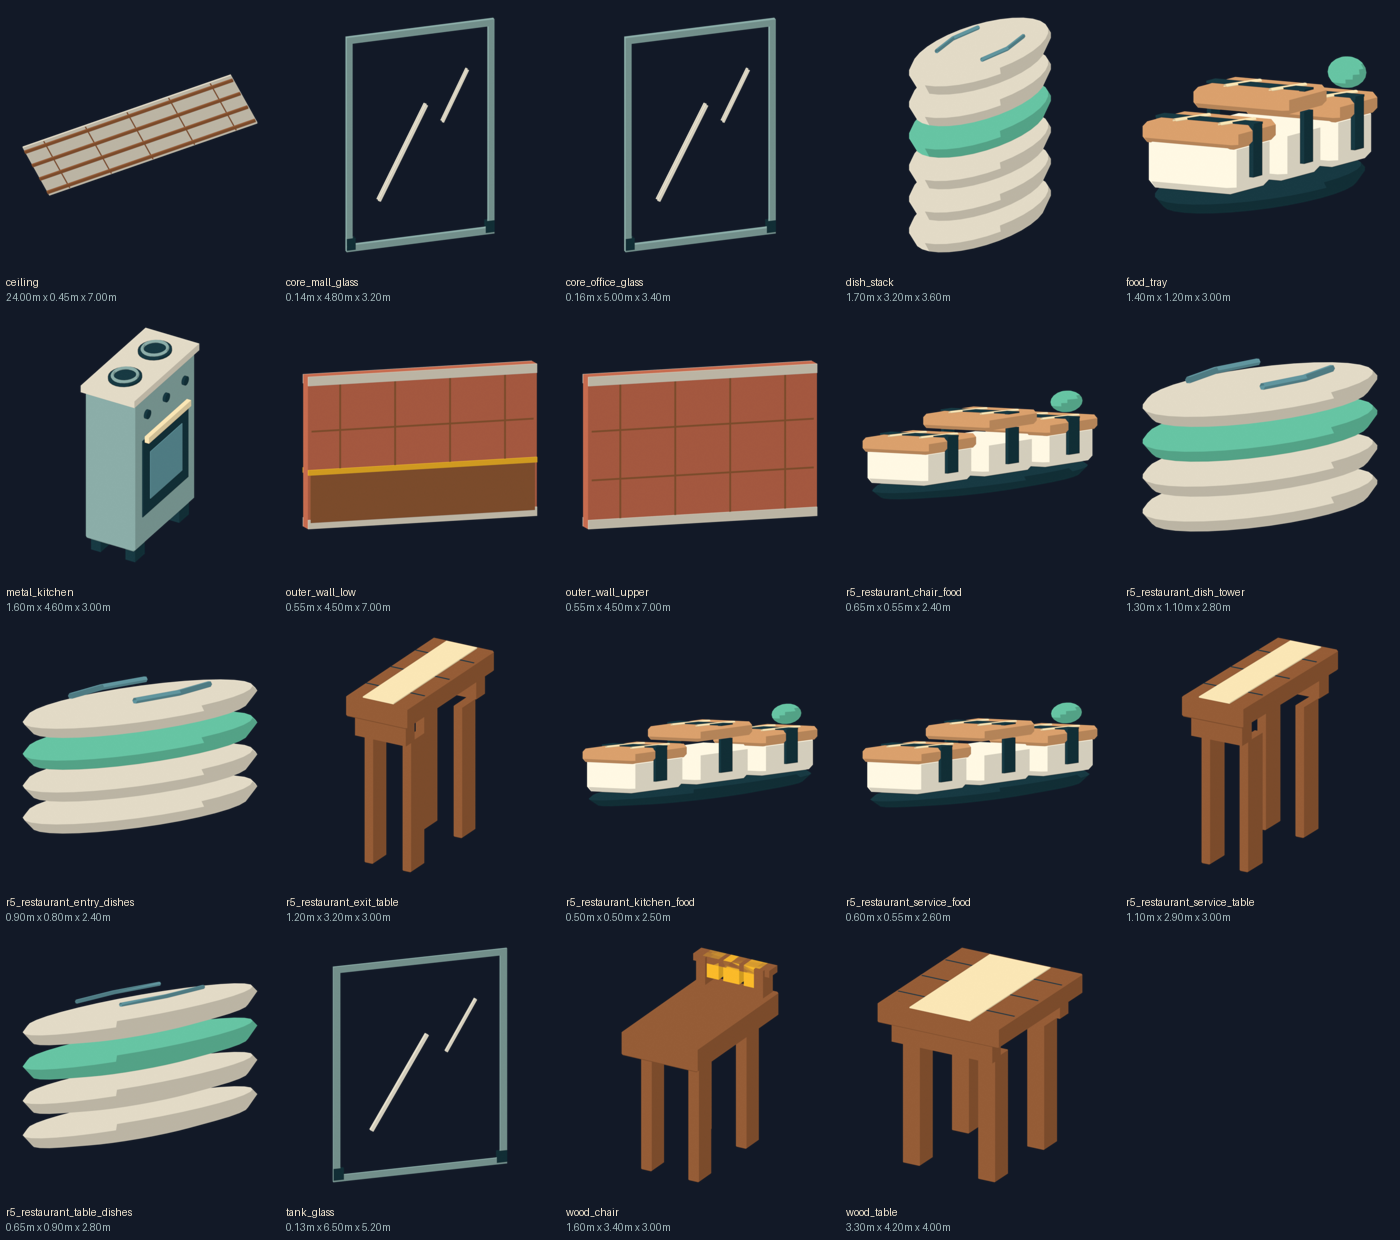 ceiling
24.00m x 0.45m x 7.00m
core_mall_glass
0.14m x 4.80m x 3.20m
core_office_glass
0.16m x 5.00m x 3.40m
dish_stack
1.70m x 3.20m x 3.60m
food_tray
1.40m x 1.20m x 3.00m
metal_kitchen
1.60m x 4.60m x 3.00m
outer_wall_low
0.55m x 4.50m x 7.00m
outer_wall_upper
0.55m x 4.50m x 7.00m
r5_restaurant_chair_food
0.65m x 0.55m x 2.40m
r5_restaurant_dish_tower
1.30m x 1.10m x 2.80m
r5_restaurant_entry_dishes
0.90m x 0.80m x 2.40m
r5_restaurant_exit_table
1.20m x 3.20m x 3.00m
r5_restaurant_kitchen_food
0.50m x 0.50m x 2.50m
r5_restaurant_service_food
0.60m x 0.55m x 2.60m
r5_restaurant_service_table
1.10m x 2.90m x 3.00m
r5_restaurant_table_dishes
0.65m x 0.90m x 2.80m
tank_glass
0.13m x 6.50m x 5.20m
wood_chair
1.60m x 3.40m x 3.00m
wood_table
3.30m x 4.20m x 4.00m